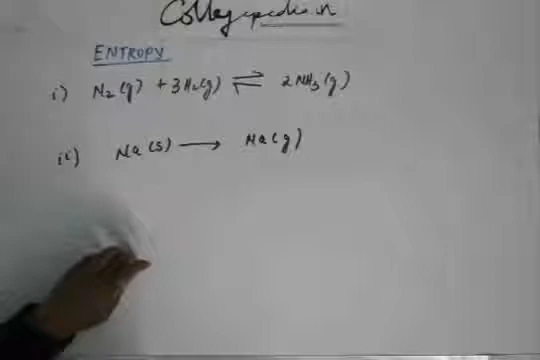 Collegepedia.in
ENTROPY
i) N₂(g) + 3H₂(g) ⇌ 2NH₃(g)
ii) Na(s) ⟶ Na(g)